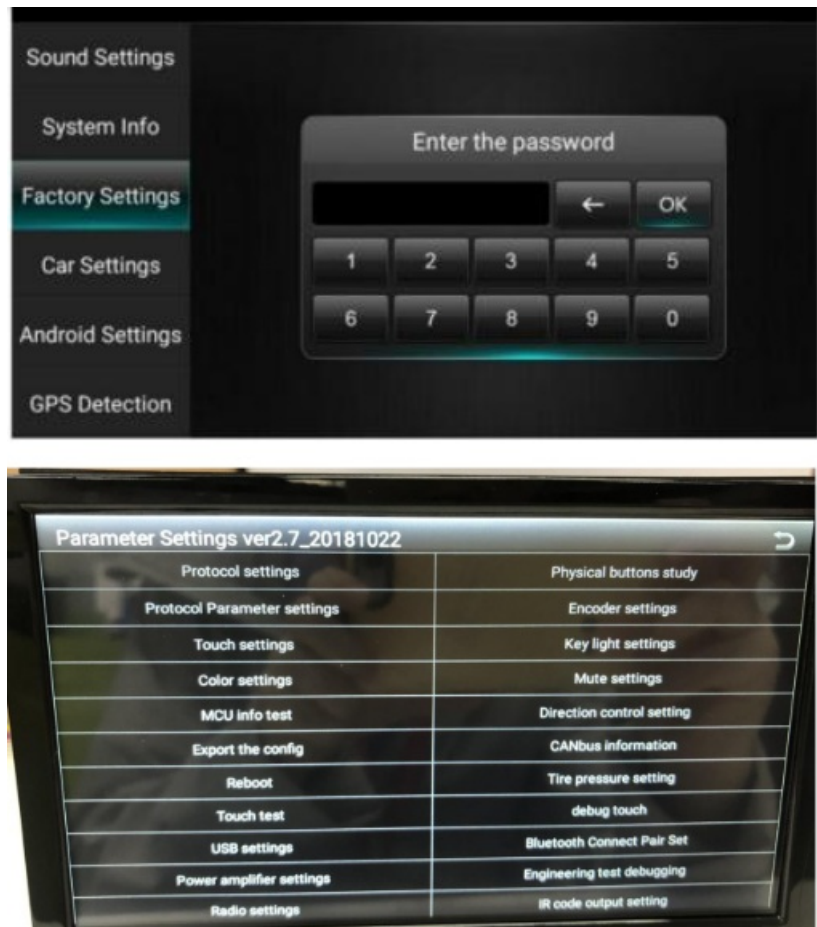 Sound Settings
System Info
Factory Settings
Car Settings
Android Settings
GPS Detection
Enter the password
← OK
1 2 3 4 5
6 7 8 9 0
Parameter Settings ver2.7_20181022
Protocol settings Physical buttons study
Protocol Parameter settings Encoder settings
Touch settings Key light settings
Color settings Mute settings
MCU info test Direction control setting
Export the config CANbus information
Reboot Tire pressure setting
Touch test debug touch
USB settings Bluetooth Connect Pair Set
Power amplifier settings Engineering test debugging
Radio settings IR code output setting